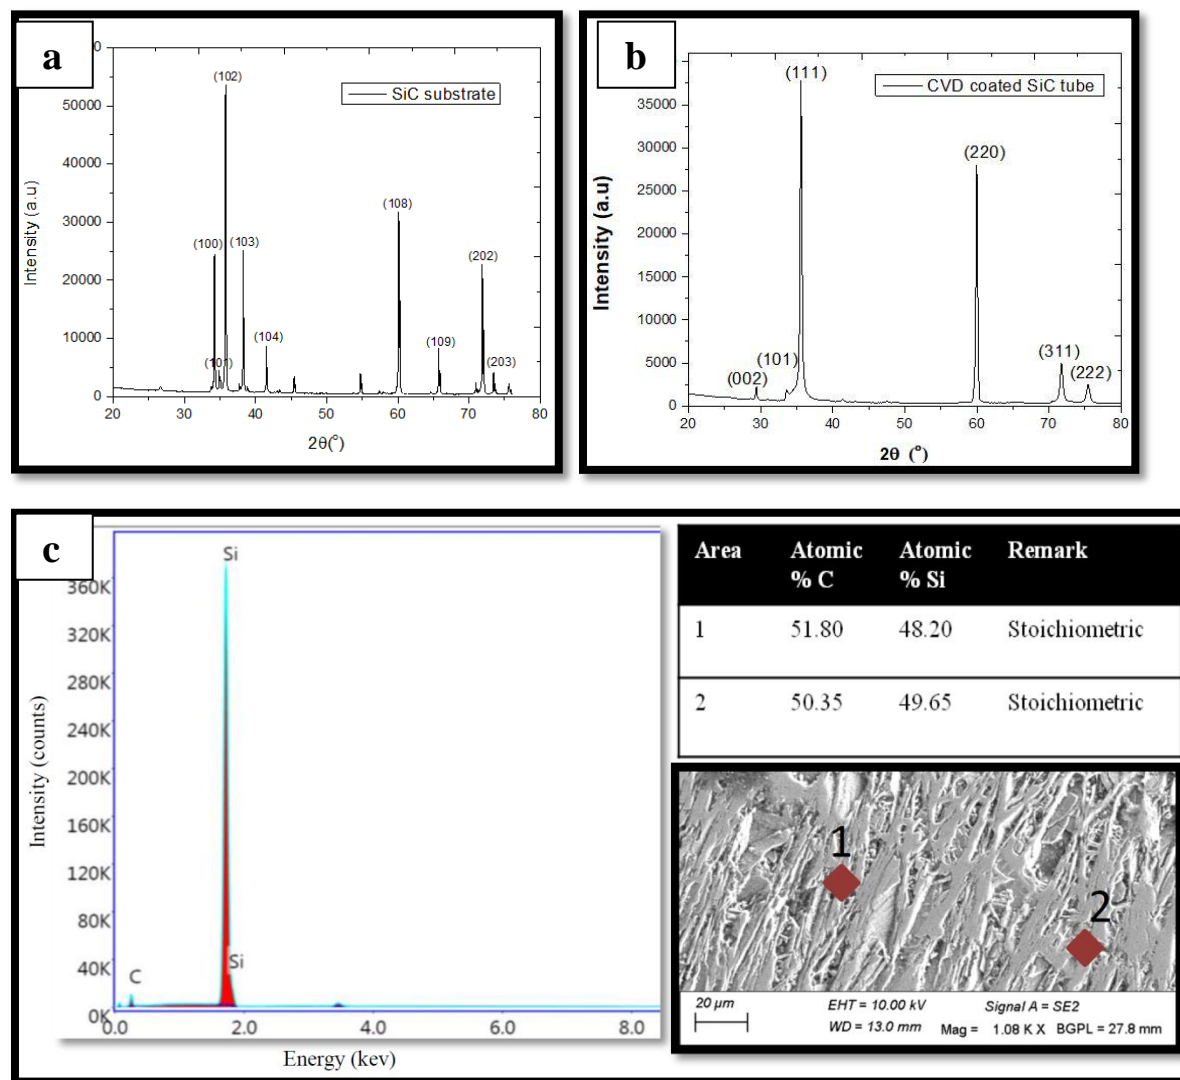 a
SiC substrate
(102)
(100)
(103)
(101)
(104)
(108)
(109)
(202)
(203)
50000
40000
30000
20000
10000
0
Intensity (a.u)
20 30 40 50 60 70 80
2θ(°)
b
CVD coated SiC tube
(111)
(220)
(002)
(101)
(311)
(222)
35000
30000
25000
20000
15000
10000
5000
0
Intensity (a.u)
20 30 40 50 60 70 80
2θ (°)
c
Si
Si
C
360K
320K
280K
240K
200K
160K
120K
80K
40K
0K
Intensity (counts)
0.0 2.0 4.0 6.0 8.0
Energy (kev)
Area Atomic % C Atomic % Si Remark
1 51.80 48.20 Stoichiometric
2 50.35 49.65 Stoichiometric
1
2
20 µm EHT = 10.00 kV Signal A = SE2
WD = 13.0 mm Mag = 1.08 K X BGPL = 27.8 mm